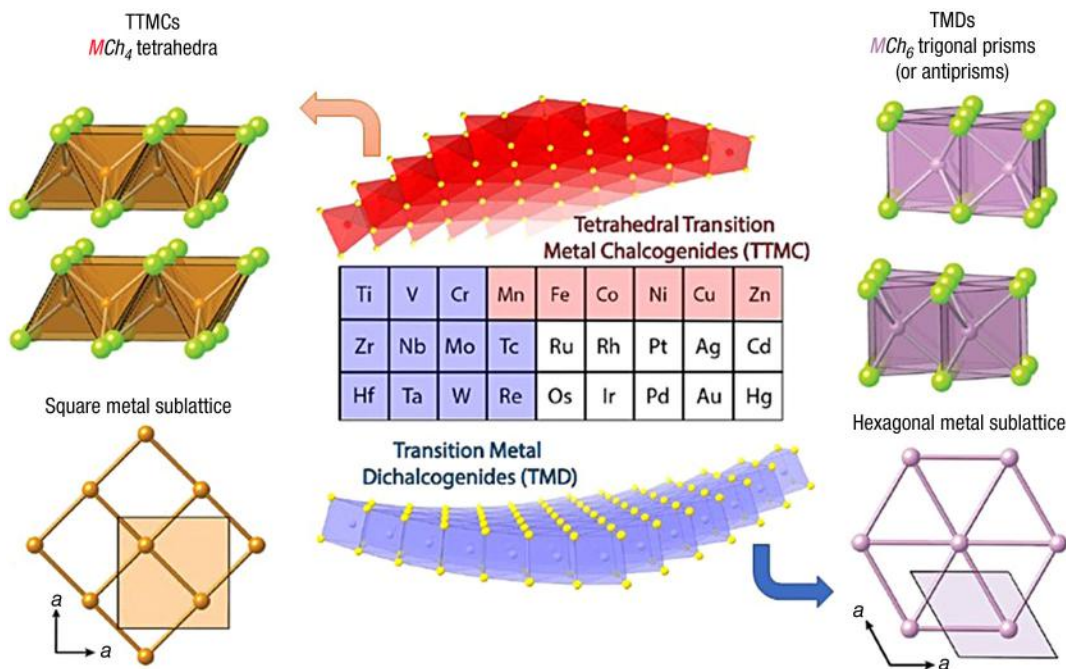 TTMCs
MCh4 tetrahedra
TMDs
MCh6 trigonal prisms
(or antiprisms)
Tetrahedral Transition
Metal Chalcogenides (TTMC)
Ti V Cr Mn Fe Co Ni Cu Zn
Zr Nb Mo Tc Ru Rh Pt Ag Cd
Hf Ta W Re Os Ir Pd Au Hg
Square metal sublattice
Hexagonal metal sublattice
Transition Metal
Dichalcogenides (TMD)
a
a
a
a